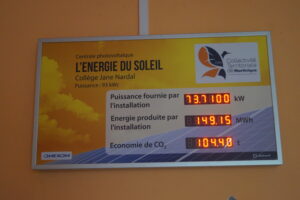 Centrale photovoltaïque
L'ENERGIE DU SOLEIL
Collège Jane Nardal
Puissance : 93 kW
Collectivité
Territoriale
de Martinique
Puissance fournie par
l'installation
73.7100 kW
Energie produite par
l'installation
149.15 MWh
Economie de CO₂
104.40 t